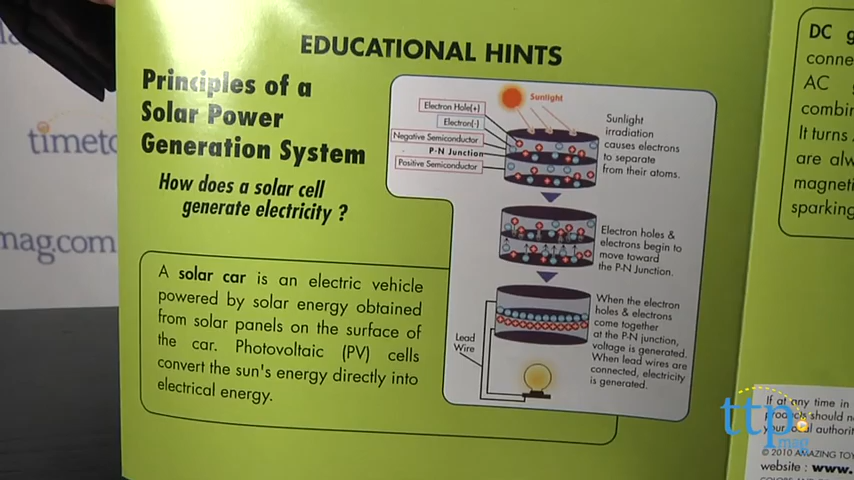 EDUCATIONAL HINTS
Principles of a
Solar Power
Generation System
How does a solar cell
generate electricity ?
A solar car is an electric vehicle
powered by solar energy obtained
from solar panels on the surface of
the car. Photovoltaic (PV) cells
convert the sun's energy directly into
electrical energy.
Sunlight
Electron Hole(+)
Electron(-)
Negative Semiconductor
P-N Junction
Positive Semiconductor
Sunlight
irradiation
causes electrons
to separate
from their atoms.
Electron holes &
electrons begin to
move toward
the P-N Junction.
When the electron
holes & electrons
come together
at the P-N junction,
voltage is generated.
When lead wires are
connected, electricity
is generated.
Lead
Wire
DC
AC
It turns
are
sparking
If at any time in
should
© 2010 AMAZING
website : www.
ttp
mag
mag.com